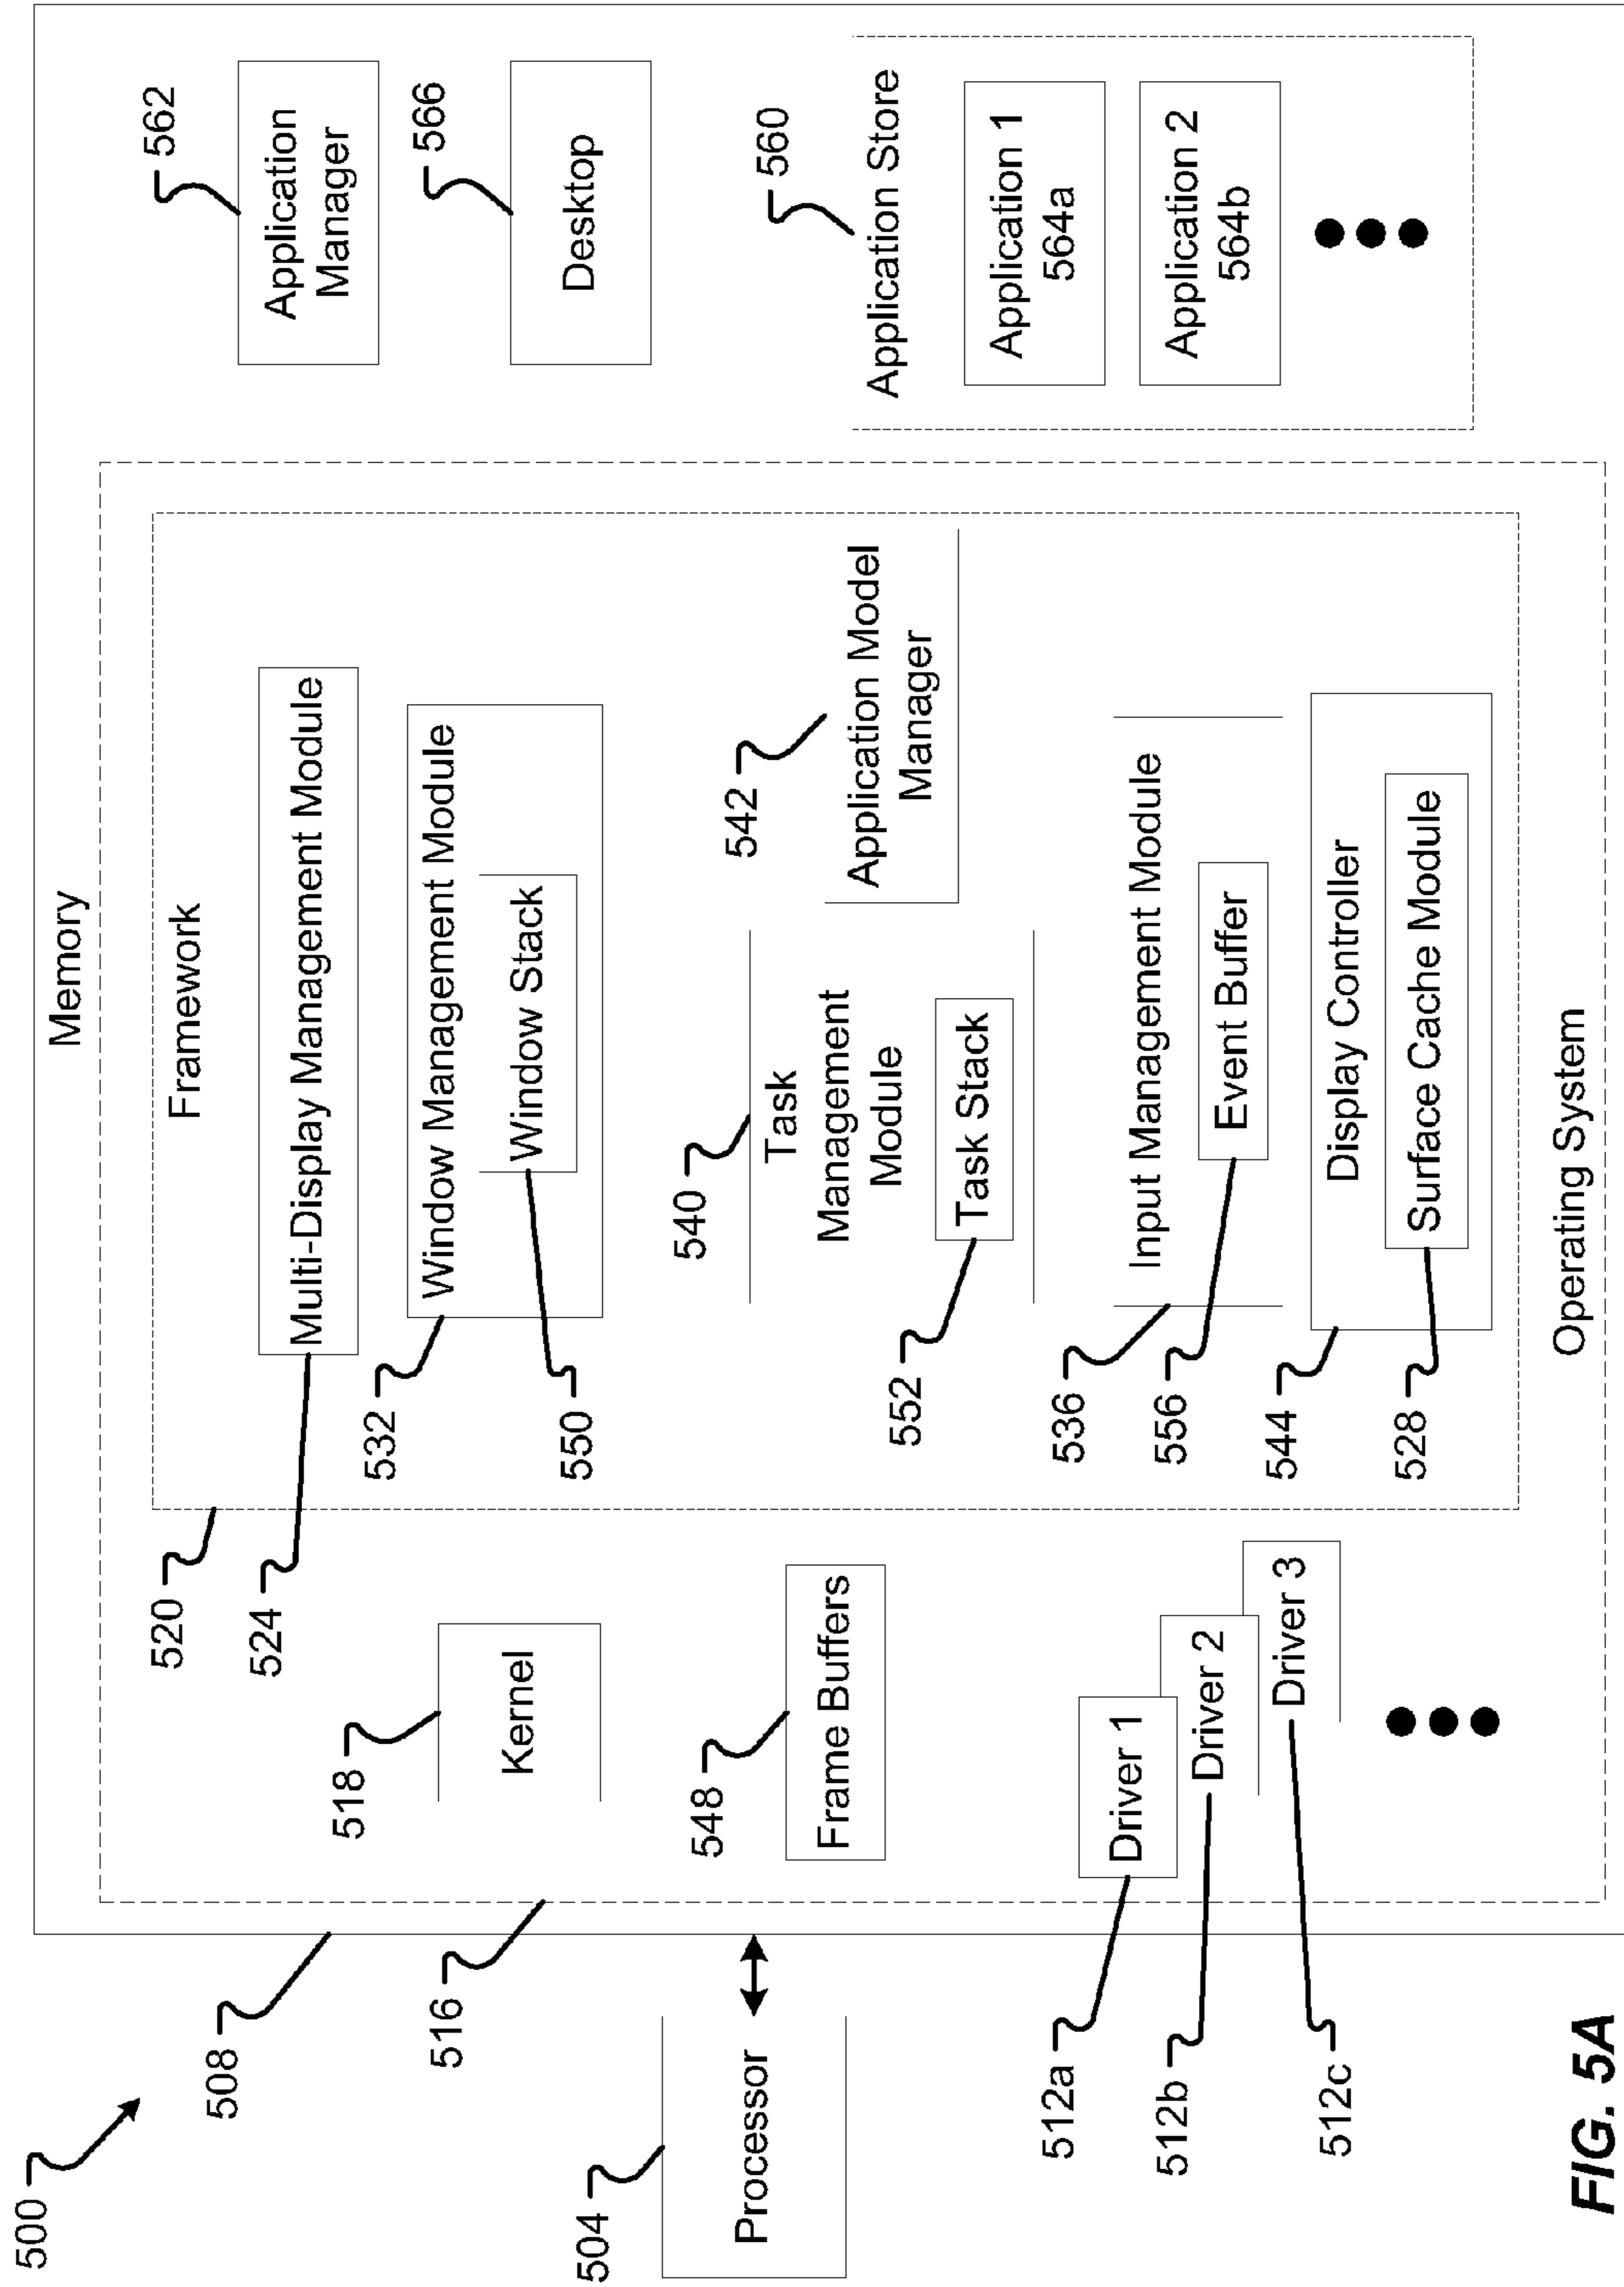 500
508
Memory
516
520
Framework
562
Application
Manager
524
Multi-Display Management Module
518
Kernel
532
Window Management Module
550
Window Stack
566
Desktop
504
Processor
548
Frame Buffers
540
Task
Management
Module
552
Task Stack
542
Application Model
Manager
560
Application Store
Application 1
564a
Application 2
564b
512a
Driver 1
512b
Driver 2
512c
Driver 3
536
Input Management Module
556
Event Buffer
544
Display Controller
528
Surface Cache Module
Operating System
FIG. 5A